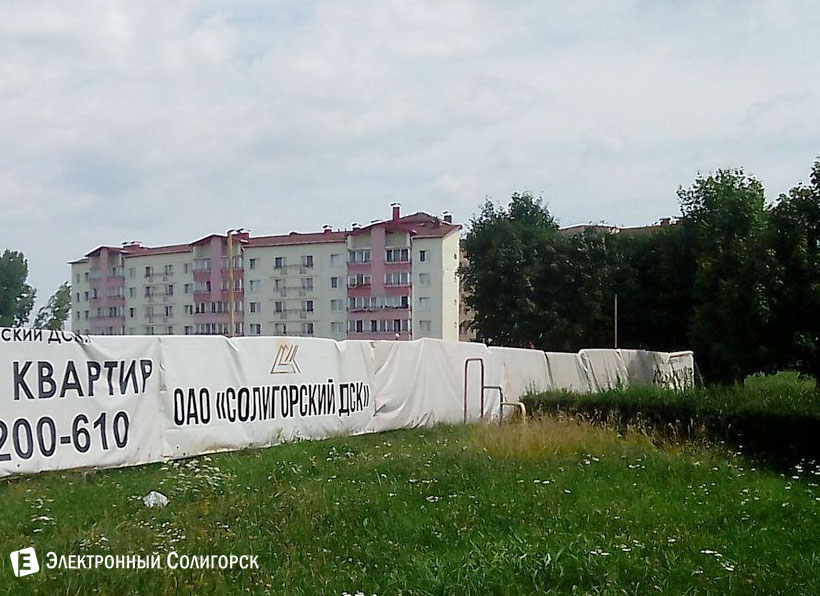 СКИЙ ДСК
КВАРТИР
200-610
ОАО «СОЛИГОРСКИЙ ДСК»
E Электронный Солигорск